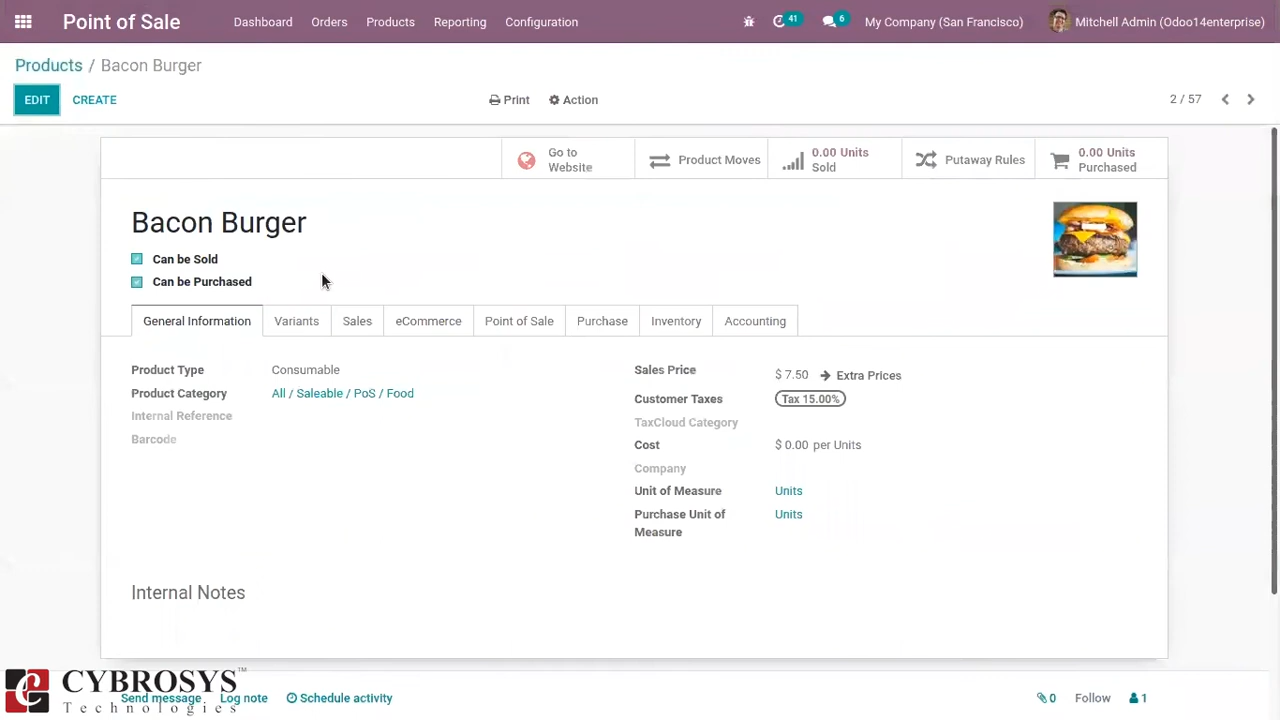 Point of Sale Dashboard Orders Products Reporting Configuration 41 6 My Company (San Francisco) Mitchell Admin (Odoo14enterprise)
Products / Bacon Burger
EDIT CREATE Print Action 2 / 57
Go to Website
Product Moves
0.00 Units Sold
Putaway Rules
0.00 Units Purchased
Bacon Burger
Can be Sold
Can be Purchased
General Information Variants Sales eCommerce Point of Sale Purchase Inventory Accounting
Product Type Consumable
Product Category All / Saleable / PoS / Food
Internal Reference
Barcode
Sales Price $ 7.50 Extra Prices
Customer Taxes Tax 15.00%
TaxCloud Category
Cost $ 0.00 per Units
Company
Unit of Measure Units
Purchase Unit of Units
Measure
Internal Notes
CYBROSYS™
Technologies
Send message Log note Schedule activity 0 Follow 1